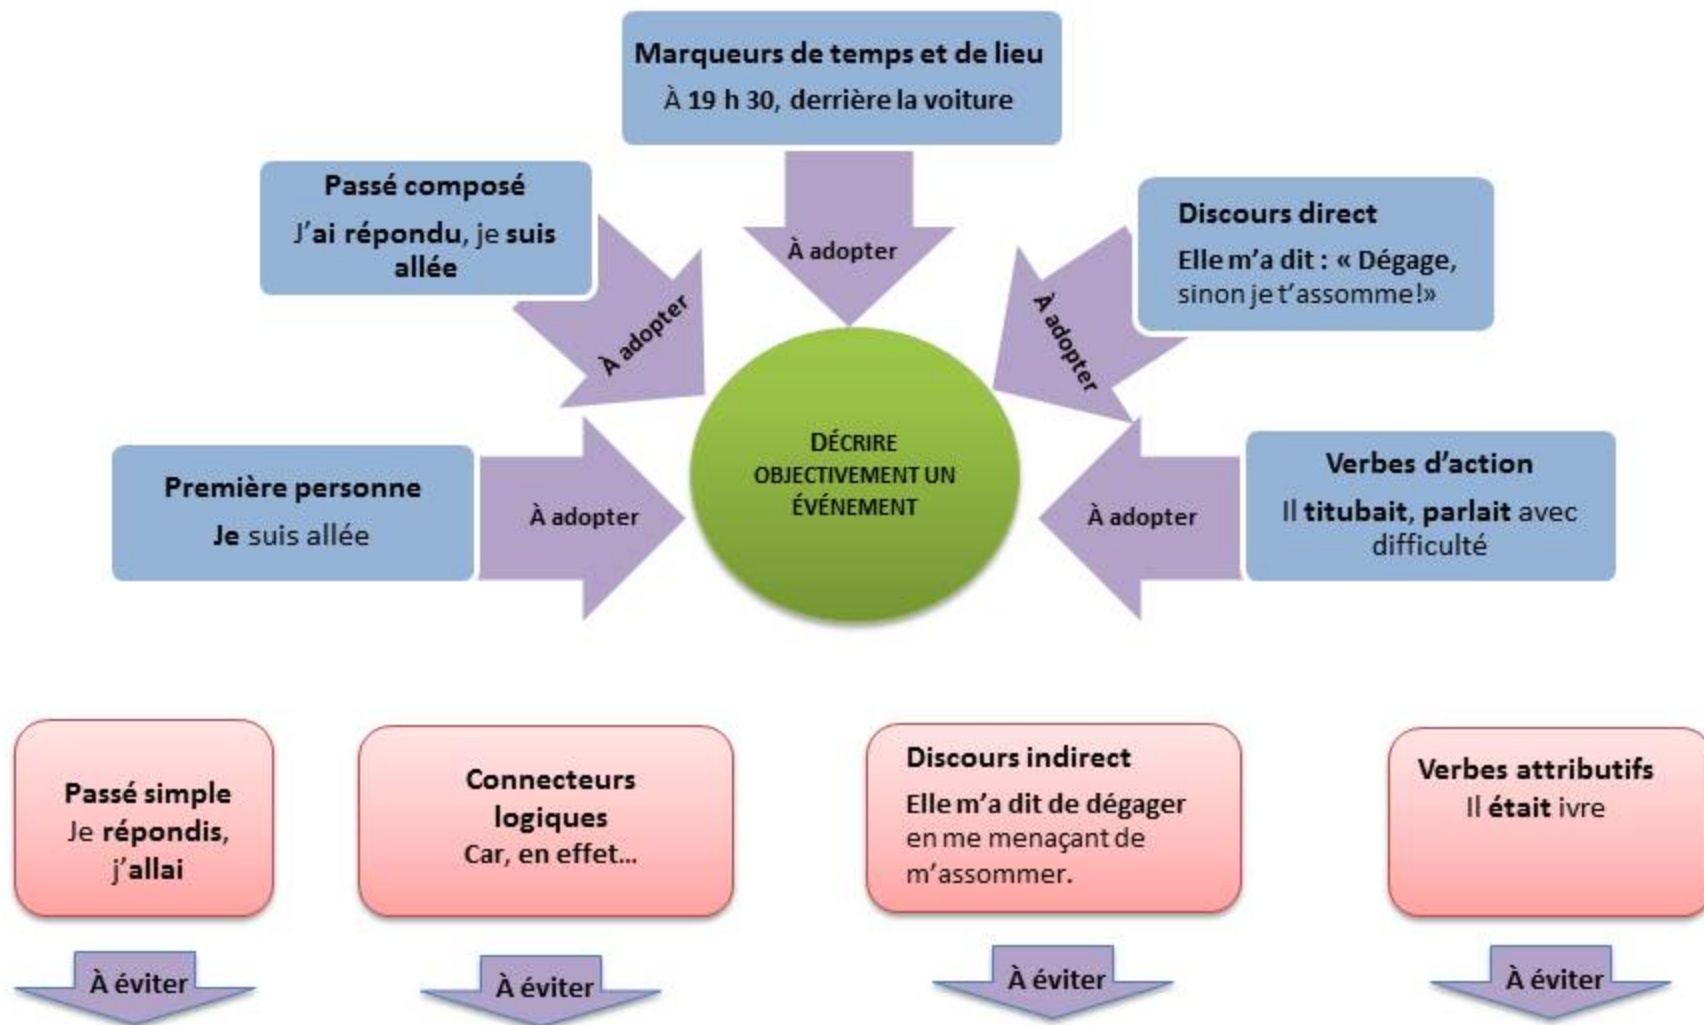 Marqueurs de temps et de lieu
À 19 h 30, derrière la voiture
Passé composé
J'ai répondu, je suis
allée
À adopter
À adopter
Discours direct
Elle m'a dit : « Dégage,
sinon je t'assomme!»
À adopter
Première personne
Je suis allée
À adopter
DÉCRIRE
OBJECTIVEMENT UN
ÉVÉNEMENT
À adopter
Verbes d'action
Il titubait, parlait avec
difficulté
Passé simple
Je répondis,
j'allai
À éviter
Connecteurs
logiques
Car, en effet...
À éviter
Discours indirect
Elle m'a dit de dégager
en me menaçant de
m'assommer.
À éviter
Verbes attributifs
Il était ivre
À éviter